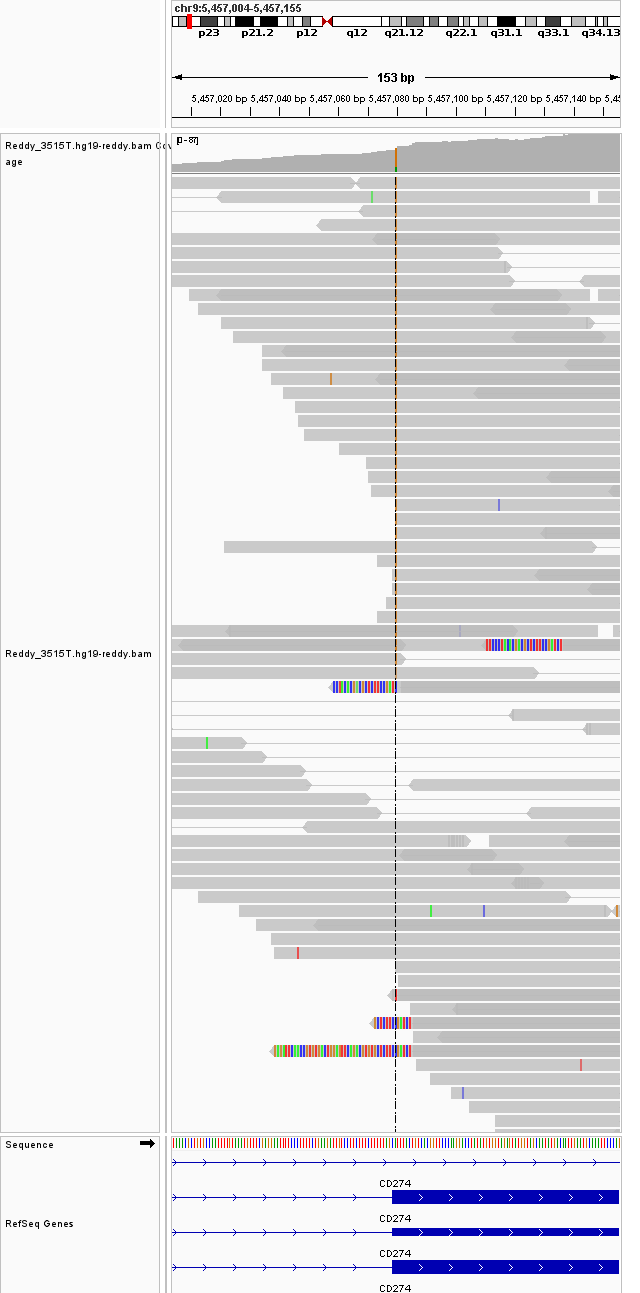 chr9:5,457,004-5,457,155
p23 p21.2 p12 q12 q21.12 q22.1 q31.1 q33.1 q34.13
153 bp
5,457,020 bp 5,457,040 bp 5,457,060 bp 5,457,080 bp 5,457,100 bp 5,457,120 bp 5,457,140 bp 5,45
Reddy_3515T.hg19-reddy.bam Cov
age
[0 - 87]
Reddy_3515T.hg19-reddy.bam
Sequence
CD274
CD274
RefSeq Genes
CD274
CD274